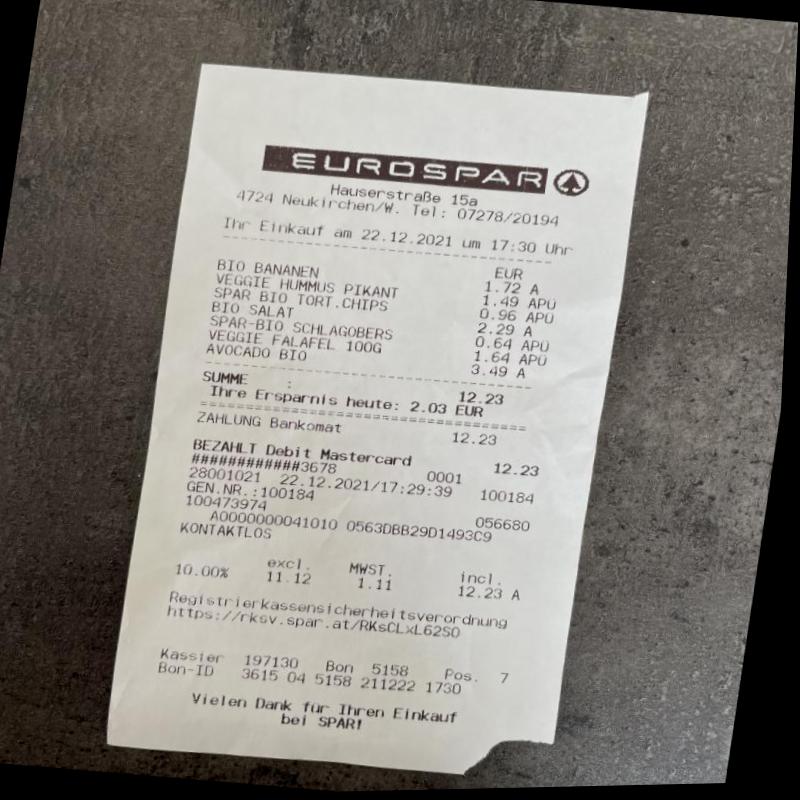 EUROSPAR
Hauserstraße 15a
4724 Neukirchen/W. Tel: 07278/20194
Ihr Einkauf am 22.12.2021 um 17:30 Uhr
EUR
BIO BANANEN 1.72 A
VEGGIE HUMMUS PIKANT 1.49 APÜ
SPAR BIO TORT.CHIPS 0.96 APÜ
BIO SALAT 2.29 A
SPAR-BIO SCHLAGOBERS 0.64 APÜ
VEGGIE FALAFEL 100G 1.64 APÜ
AVOCADO BIO 3.49 A
SUMME : 12.23
Ihre Ersparnis heute: 2.03 EUR
ZAHLUNG Bankomat 12.23
BEZAHLT Debit Mastercard 12.23
############3678 0001
28001021 22.12.2021/17:29:39 100184
GEN.NR.:100184
100473974 056680
A0000000041010 0563DBB29D1493C9
KONTAKTLOS
excl. MWST. incl.
10.00% 11.12 1.11 12.23 A
Registrierkassensicherheitsverordnung
https://rksv.spar.at/RKsCLxL62SO
Kassier 197130 Bon 5158 Pos. 7
Bon-ID 3615 04 5158 211222 1730
Vielen Dank für Ihren Einkauf
bei SPAR!